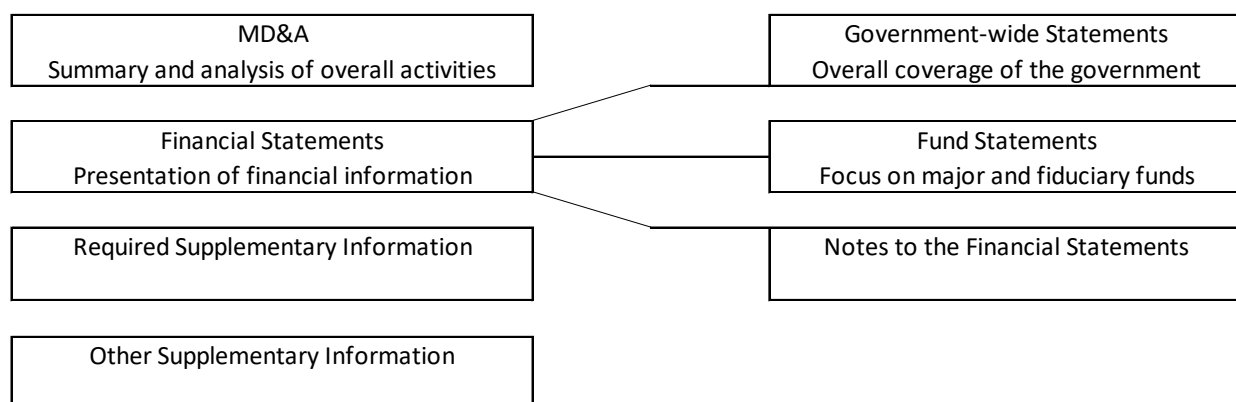 MD&A
Summary and analysis of overall activities
Government-wide Statements
Overall coverage of the government
Financial Statements
Presentation of financial information
Fund Statements
Focus on major and fiduciary funds
Required Supplementary Information
Notes to the Financial Statements
Other Supplementary Information